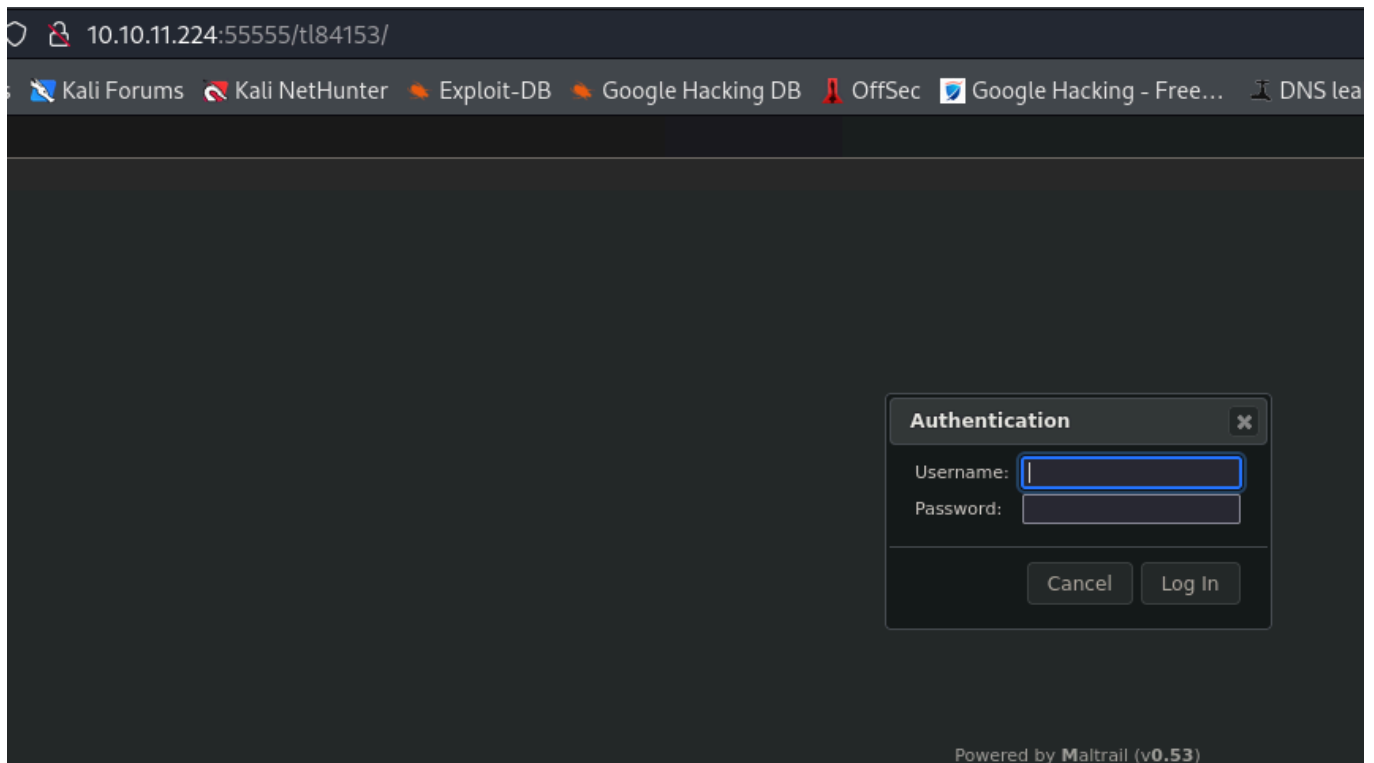 10.10.11.224:55555/tl84153/
s Kali Forums Kali NetHunter Exploit-DB Google Hacking DB OffSec Google Hacking - Free… DNS lea
Authentication
Username:
Password:
Cancel Log In
Powered by Maltrail (v0.53)